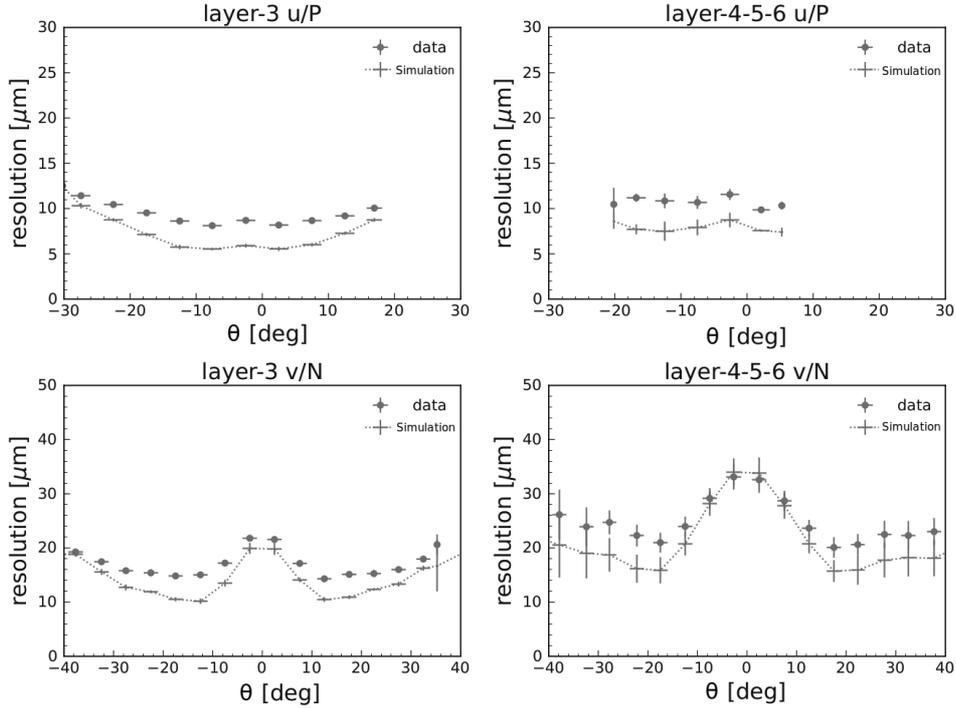 layer-3 u/P
30
25
20
15
10
5
0
resolution [μm]
data
Simulation
−30 −20 −10 0 10 20 30
θ [deg]
layer-4-5-6 u/P
30
25
20
15
10
5
0
resolution [μm]
data
Simulation
−30 −20 −10 0 10 20 30
θ [deg]
layer-3 v/N
50
40
30
20
10
0
resolution [μm]
data
Simulation
−40 −30 −20 −10 0 10 20 30 40
θ [deg]
layer-4-5-6 v/N
50
40
30
20
10
0
resolution [μm]
data
Simulation
−40 −30 −20 −10 0 10 20 30 40
θ [deg]